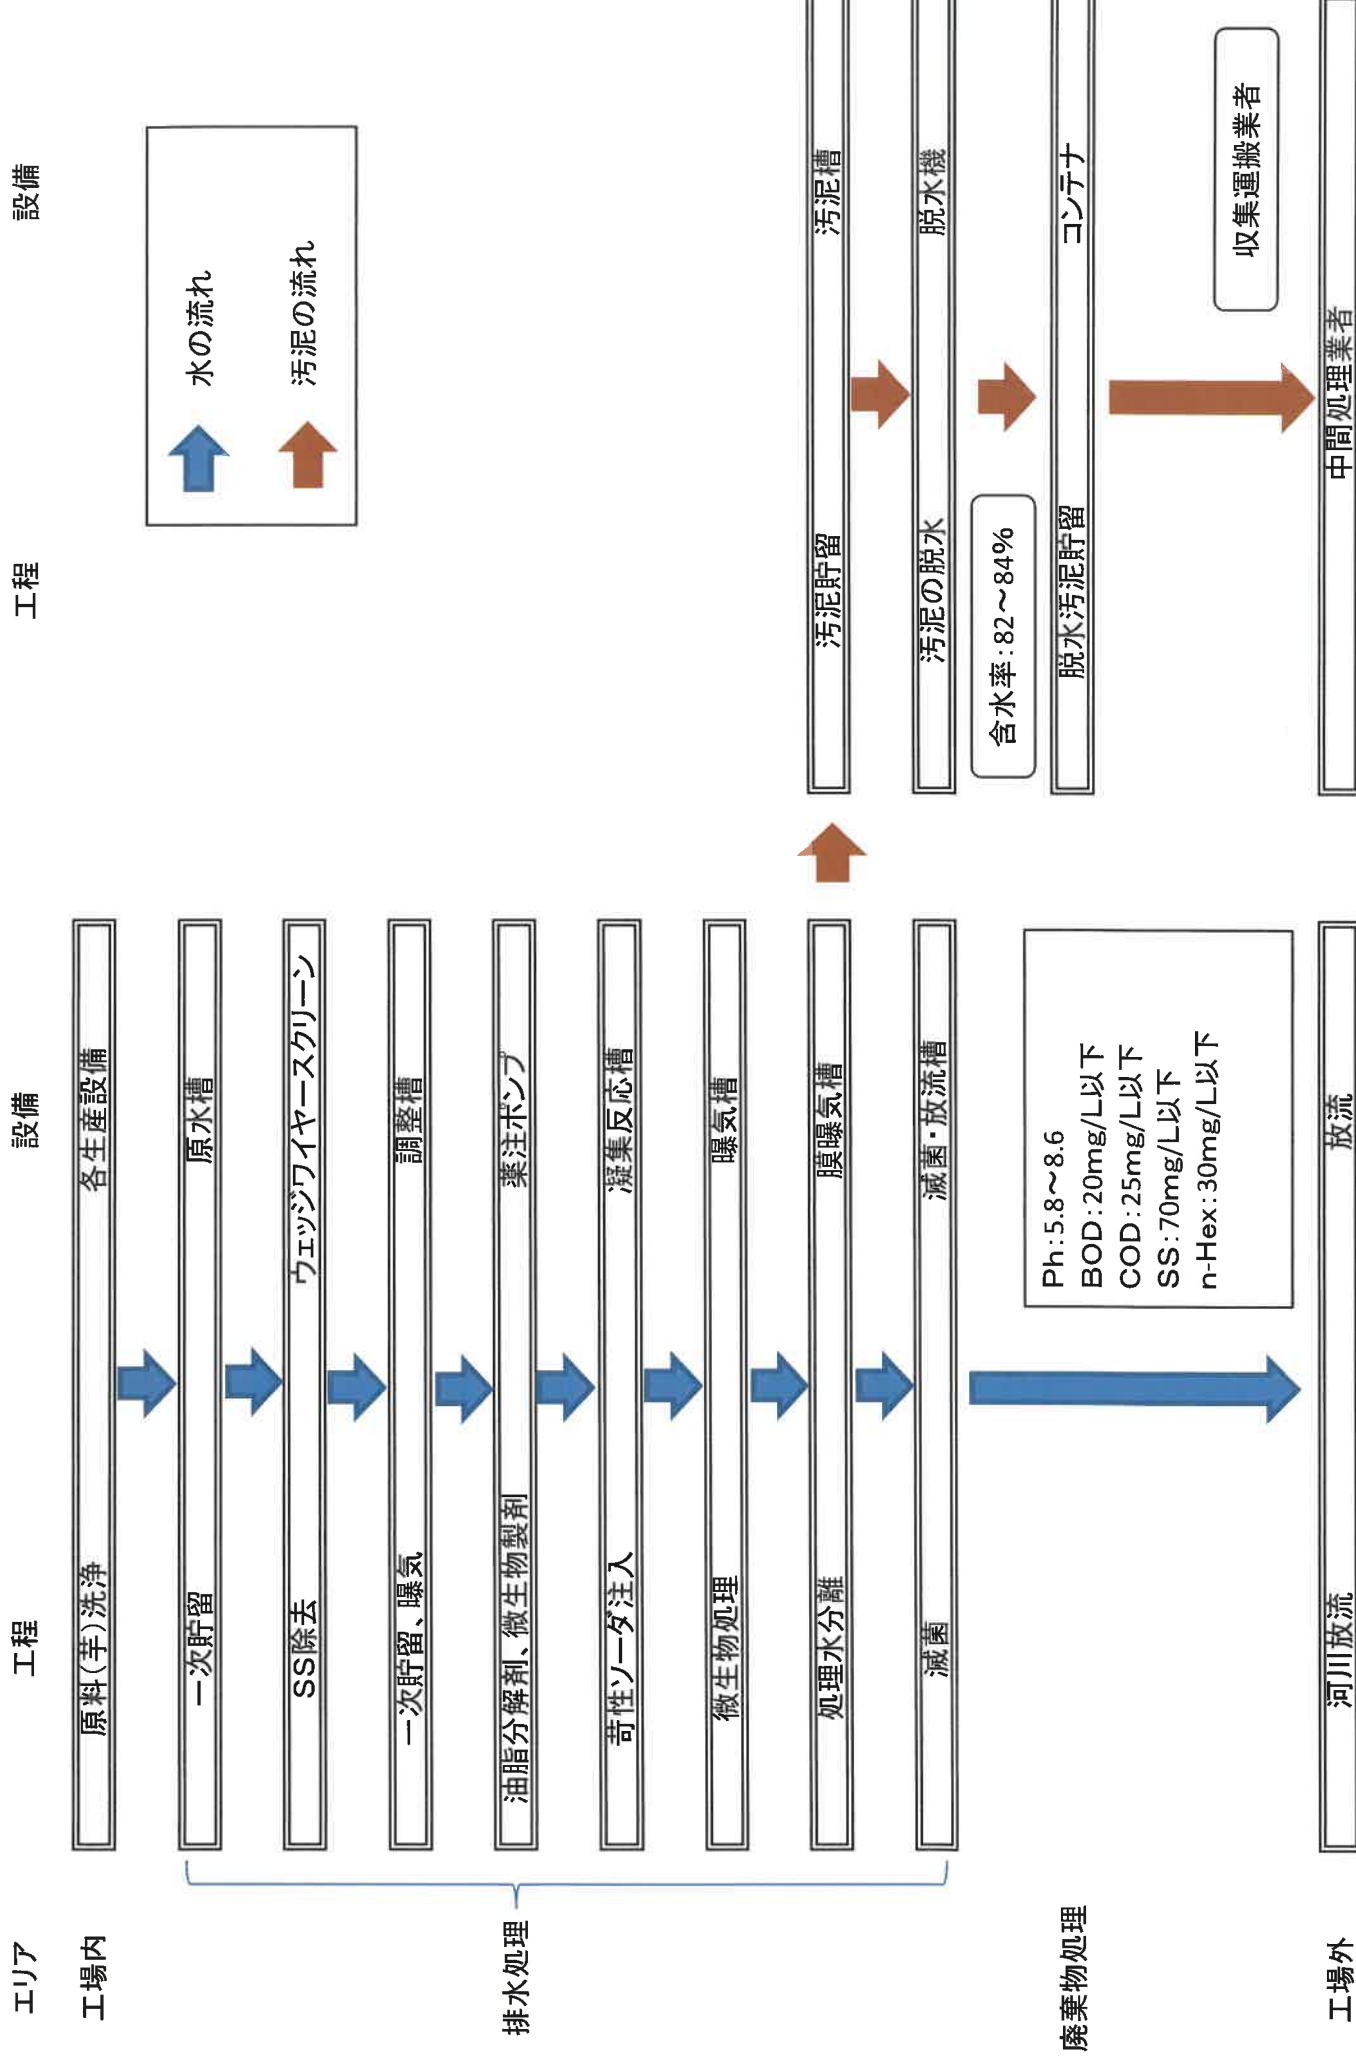 エリア 工程 設備 工程 設備
工場内 原料(芋)洗浄 各生産設備
水の流れ
汚泥の流れ
一次貯留 原水槽
SS除去 ウェッジワイヤースクリーン
一次貯留、曝気 調整槽
排水処理 油脂分解剤、微生物製剤 薬注ポンプ
苛性ソーダ注入 凝集反応槽
微生物処理 曝気槽
処理水分離 膜曝気槽 汚泥貯留 汚泥槽
滅菌 滅菌・放流槽 汚泥の脱水 脱水機
含水率:82～84%
廃棄物処理 脱水汚泥貯留 コンテナ
Ph:5.8～8.6
BOD:20mg/L以下
COD:25mg/L以下
SS:70mg/L以下
n-Hex:30mg/L以下
収集運搬業者
工場外 河川放流 放流 中間処理業者